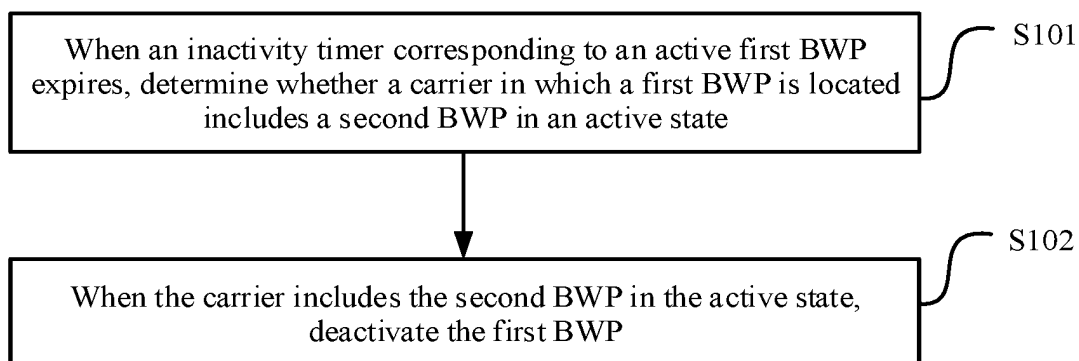 When an inactivity timer corresponding to an active first BWP
expires, determine whether a carrier in which a first BWP is located
includes a second BWP in an active state
S101
When the carrier includes the second BWP in the active state,
deactivate the first BWP
S102